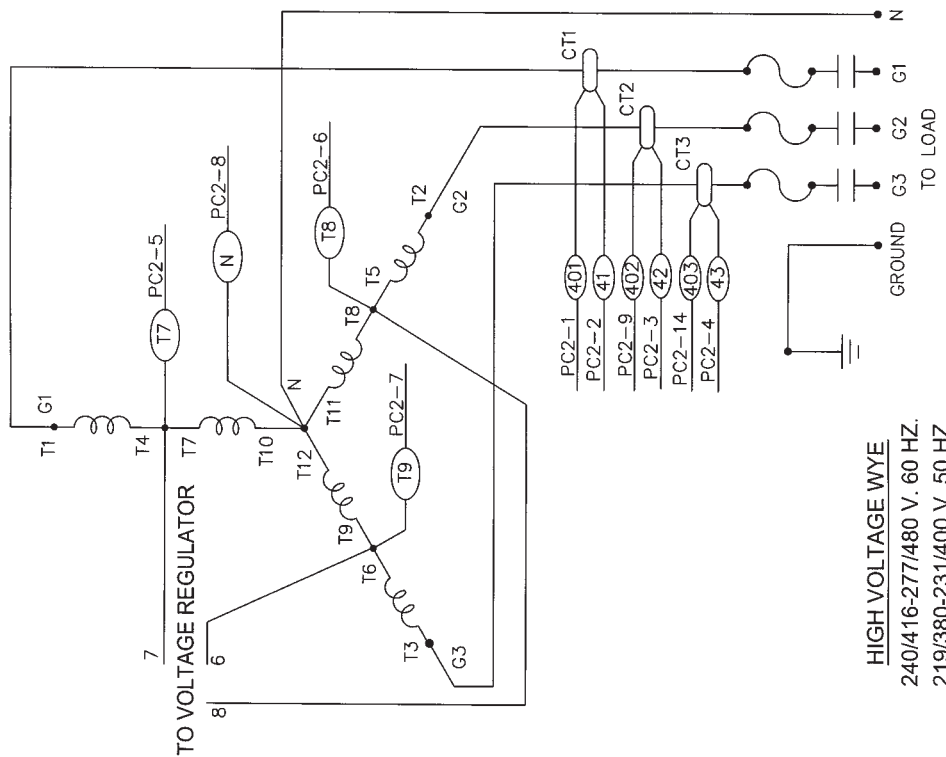 T1
G1
T4
T7
PC2-5
T7
T10
N
PC2-8
N
T12
T11
T8
PC2-6
T8
T5
T2
G2
T9
PC2-7
T9
T6
T3
G3
TO VOLTAGE REGULATOR
7
6
8
CT1
CT2
CT3
PC2-1 401
PC2-2 41
PC2-9 402
PC2-3 42
PC2-14 403
PC2-4 43
GROUND
G3
G2
G1
N
TO LOAD
HIGH VOLTAGE WYE
240/416-277/480 V. 60 HZ.
219/380-231/400 V. 50 HZ